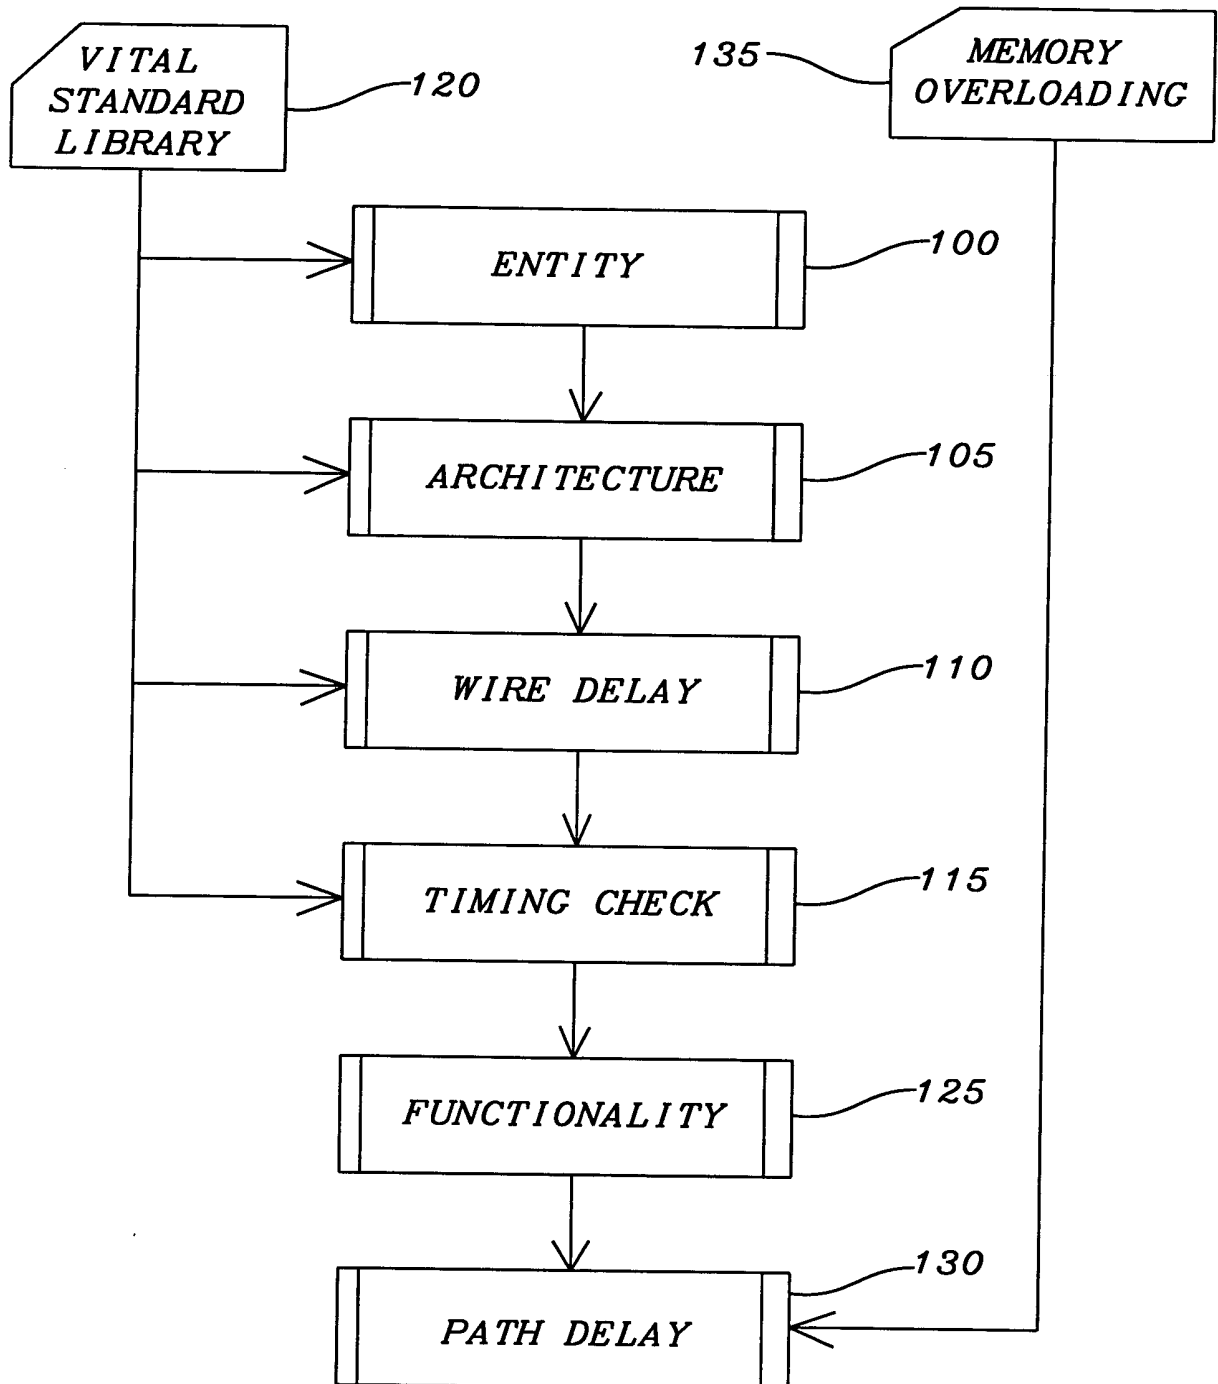 VITAL
STANDARD
LIBRARY
120
135
MEMORY
OVERLOADING
ENTITY
100
ARCHITECTURE
105
WIRE DELAY
110
TIMING CHECK
115
FUNCTIONALITY
125
PATH DELAY
130